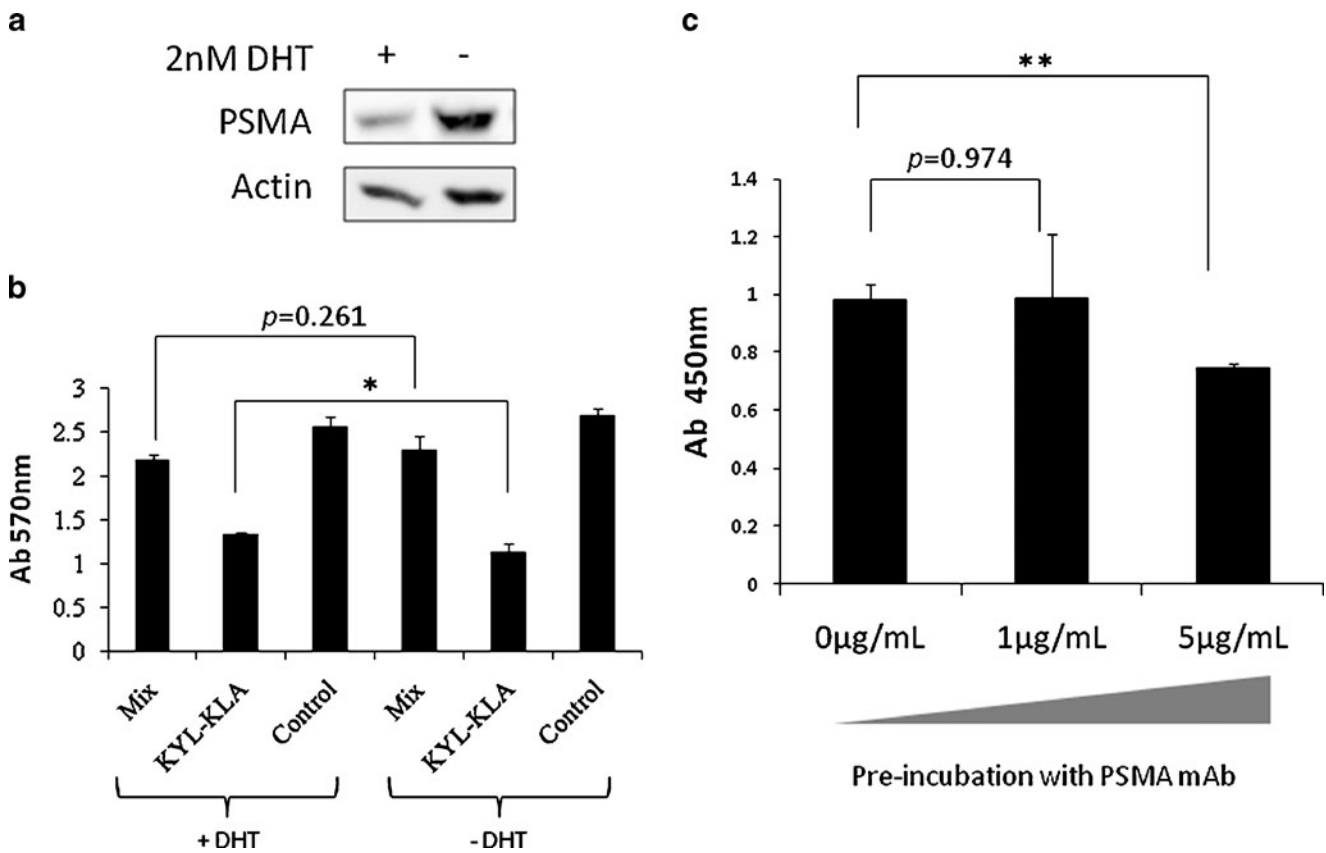 a
2nM DHT + -
PSMA
Actin
b
p=0.261
*
Ab 570nm
3
2.5
2
1.5
1
0.5
0
Mix
KYL-KLA
Control
Mix
KYL-KLA
Control
+ DHT
- DHT
c
**
p=0.974
Ab 450nm
1.4
1.2
1
0.8
0.6
0.4
0.2
0
0µg/mL 1µg/mL 5µg/mL
Pre-incubation with PSMA mAb